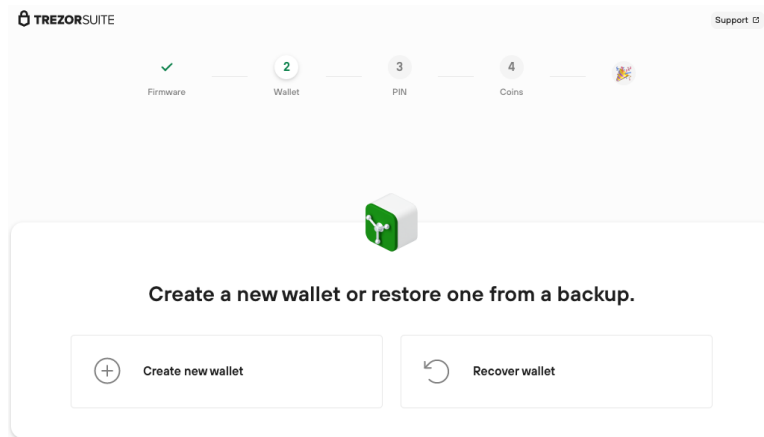 TREZORSUITE
Support
2
3
4
Firmware
Wallet
PIN
Coins
Create a new wallet or restore one from a backup.
Create new wallet
Recover wallet